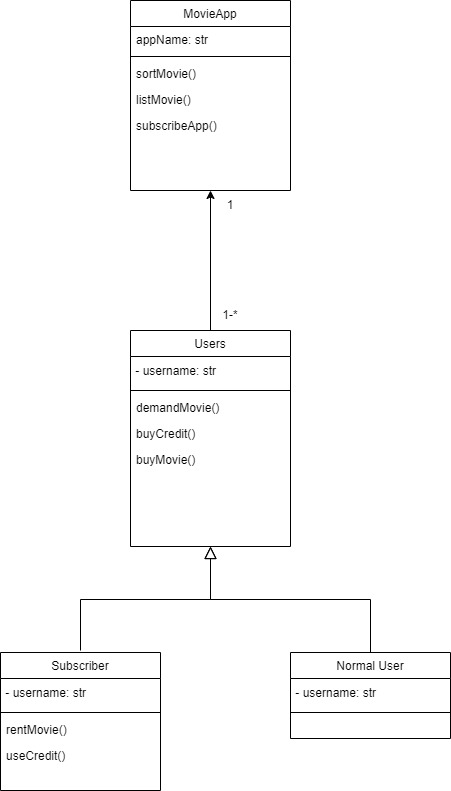 MovieApp
appName: str
sortMovie()
listMovie()
subscribeApp()
1
1-*
Users
- username: str
demandMovie()
buyCredit()
buyMovie()
Subscriber
- username: str
rentMovie()
useCredit()
Normal User
- username: str